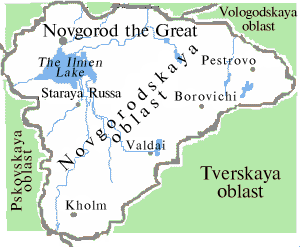 Vologodskaya
oblast
Novgorod the Great
The Ilmen
Lake
Pestrovo
Staraya Russa
Borovichi
Novgorodskaya
oblast
Valdai
Pskovskaya
oblast
Tverskaya
oblast
Kholm